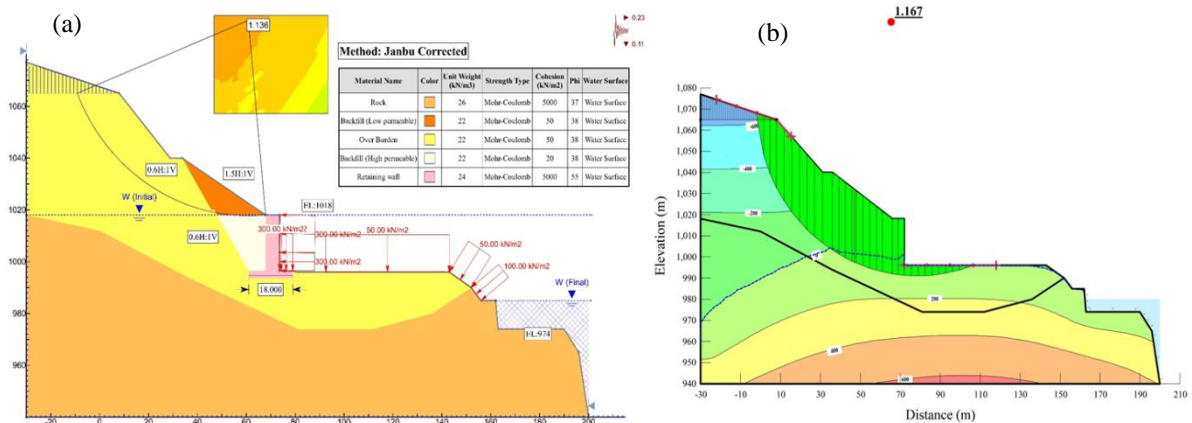 (a)
1.136
0.23
0.11
Method: Janbu Corrected
Material Name Color Unit Weight (kN/m3) Strength Type Cohesion (kN/m2) Phi Water Surface
Rock 26 Mohr-Coulomb 5000 37 Water Surface
Backfill (Low permeable) 22 Mohr-Coulomb 50 38 Water Surface
Over Burden 22 Mohr-Coulomb 50 38 Water Surface
Backfill (High permeable) 22 Mohr-Coulomb 20 38 Water Surface
Retaining wall 24 Mohr-Coulomb 5000 55 Water Surface
1060
1040
1020
1000
980
960
0.6H:1V
1.5H:1V
W (Initial)
EL:1018
0.6H:1V
300.00 kN/m2
300.00 kN/m2
300.00 kN/m2
50.00 kN/m2
50.00 kN/m2
100.00 kN/m2
W (Final)
18.000
EL:974
-20 0 20 40 60 80 100 120 140 160 180 200
(b)
1.167
Elevation (m)
1,080
1,070
1,060
1,050
1,040
1,030
1,020
1,010
1,000
990
980
970
960
950
940
-600
-400
-200
0
200
400
600
-30 -10 10 30 50 70 90 110 130 150 170 190 210
Distance (m)